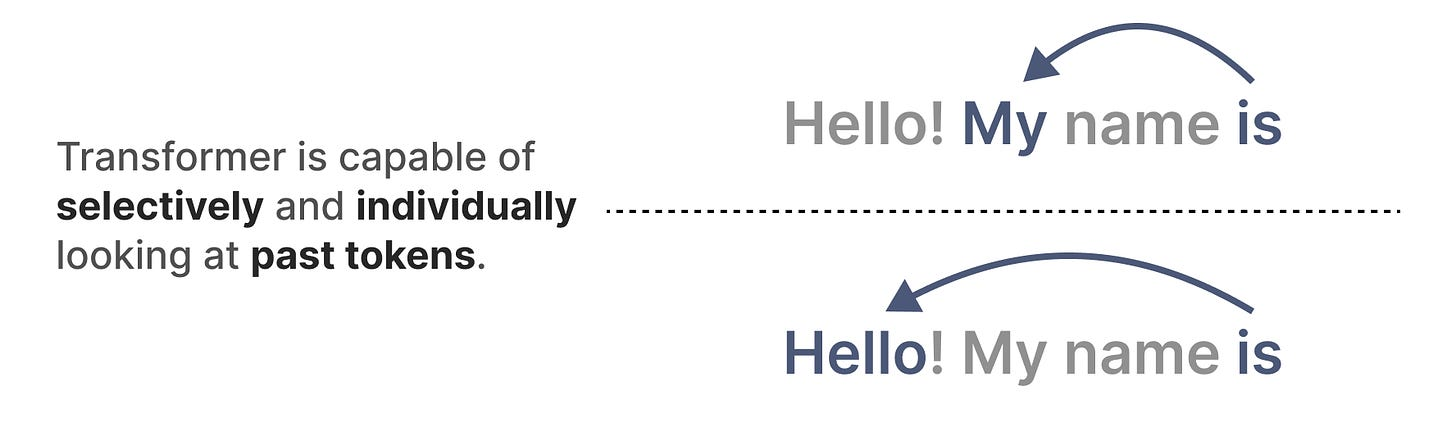 Transformer is capable of
selectively and individually
looking at past tokens.
Hello! My name is
Hello! My name is